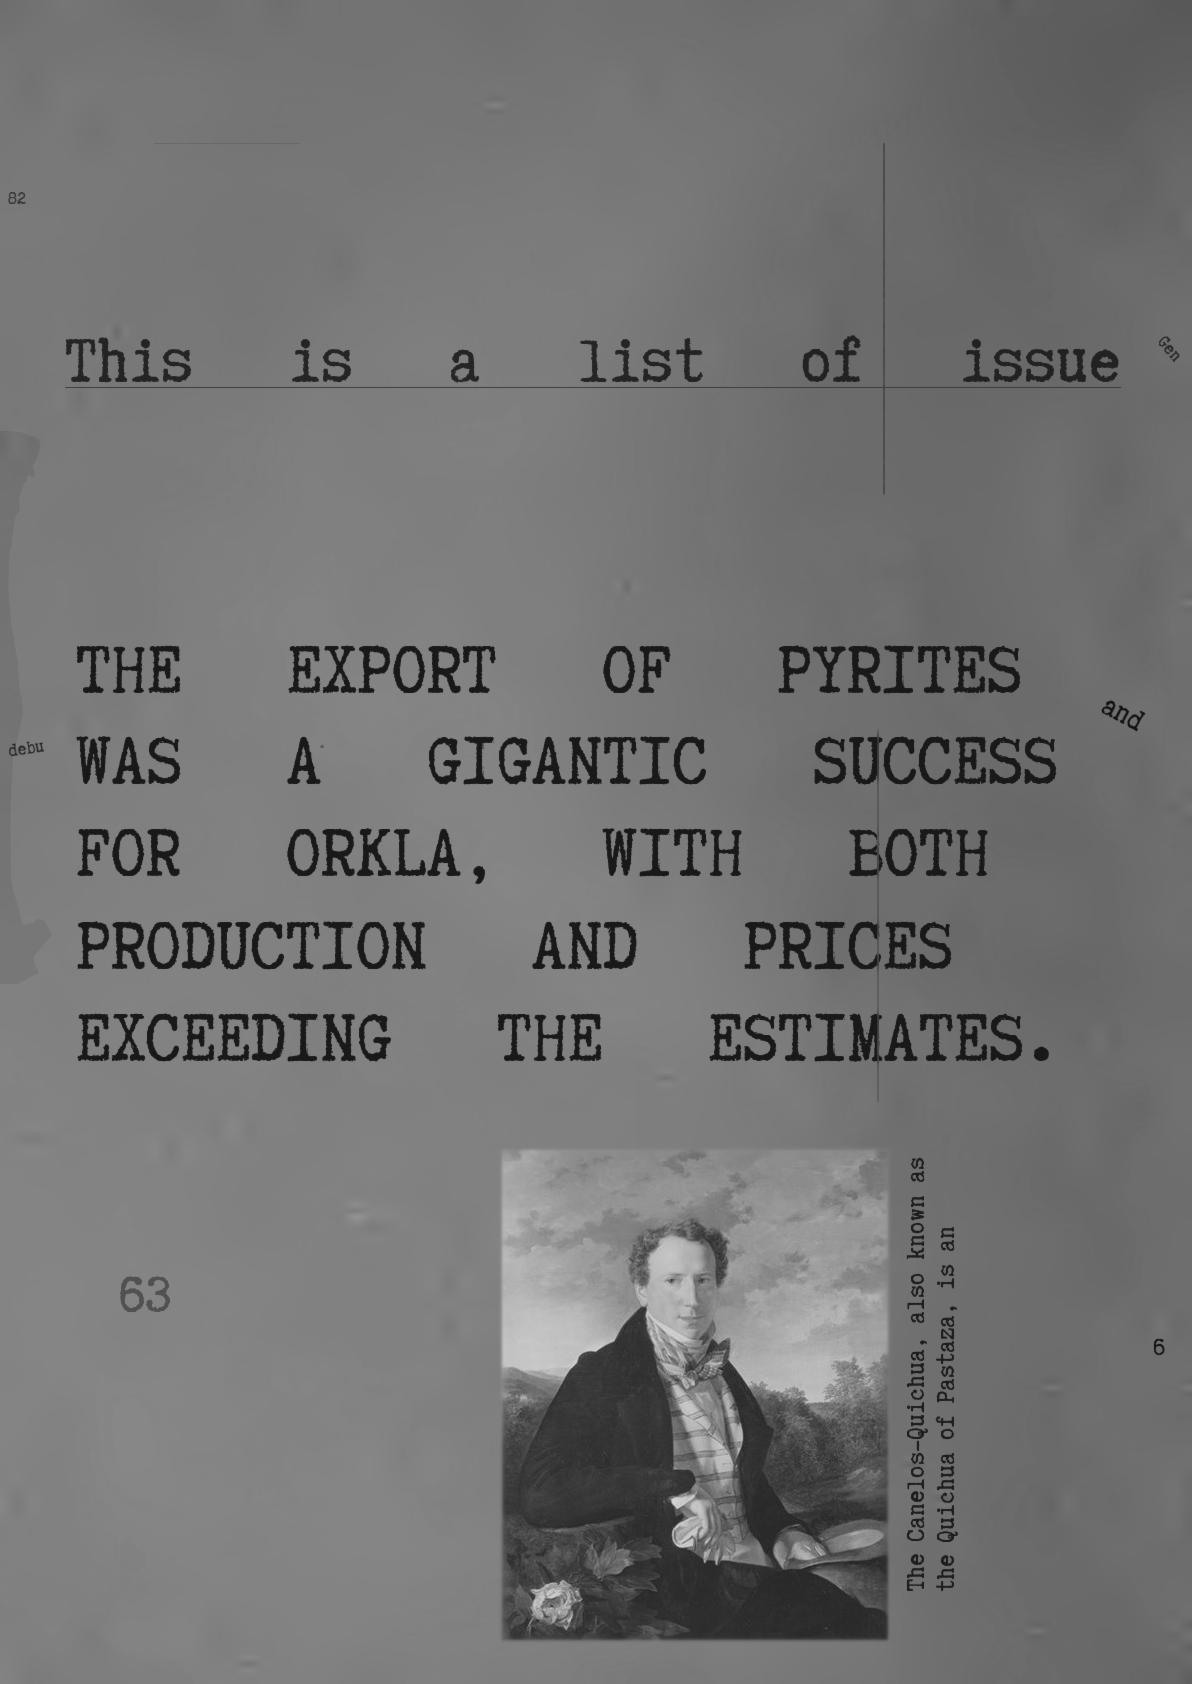 82
This is a list of issue
Gen
THE EXPORT OF PYRITES
and
WAS A GIGANTIC SUCCESS
debu
FOR ORKLA, WITH BOTH
PRODUCTION AND PRICES
EXCEEDING THE ESTIMATES.
The Canelos-Quichua, also known as
the Quichua of Pastaza, is an
63
6